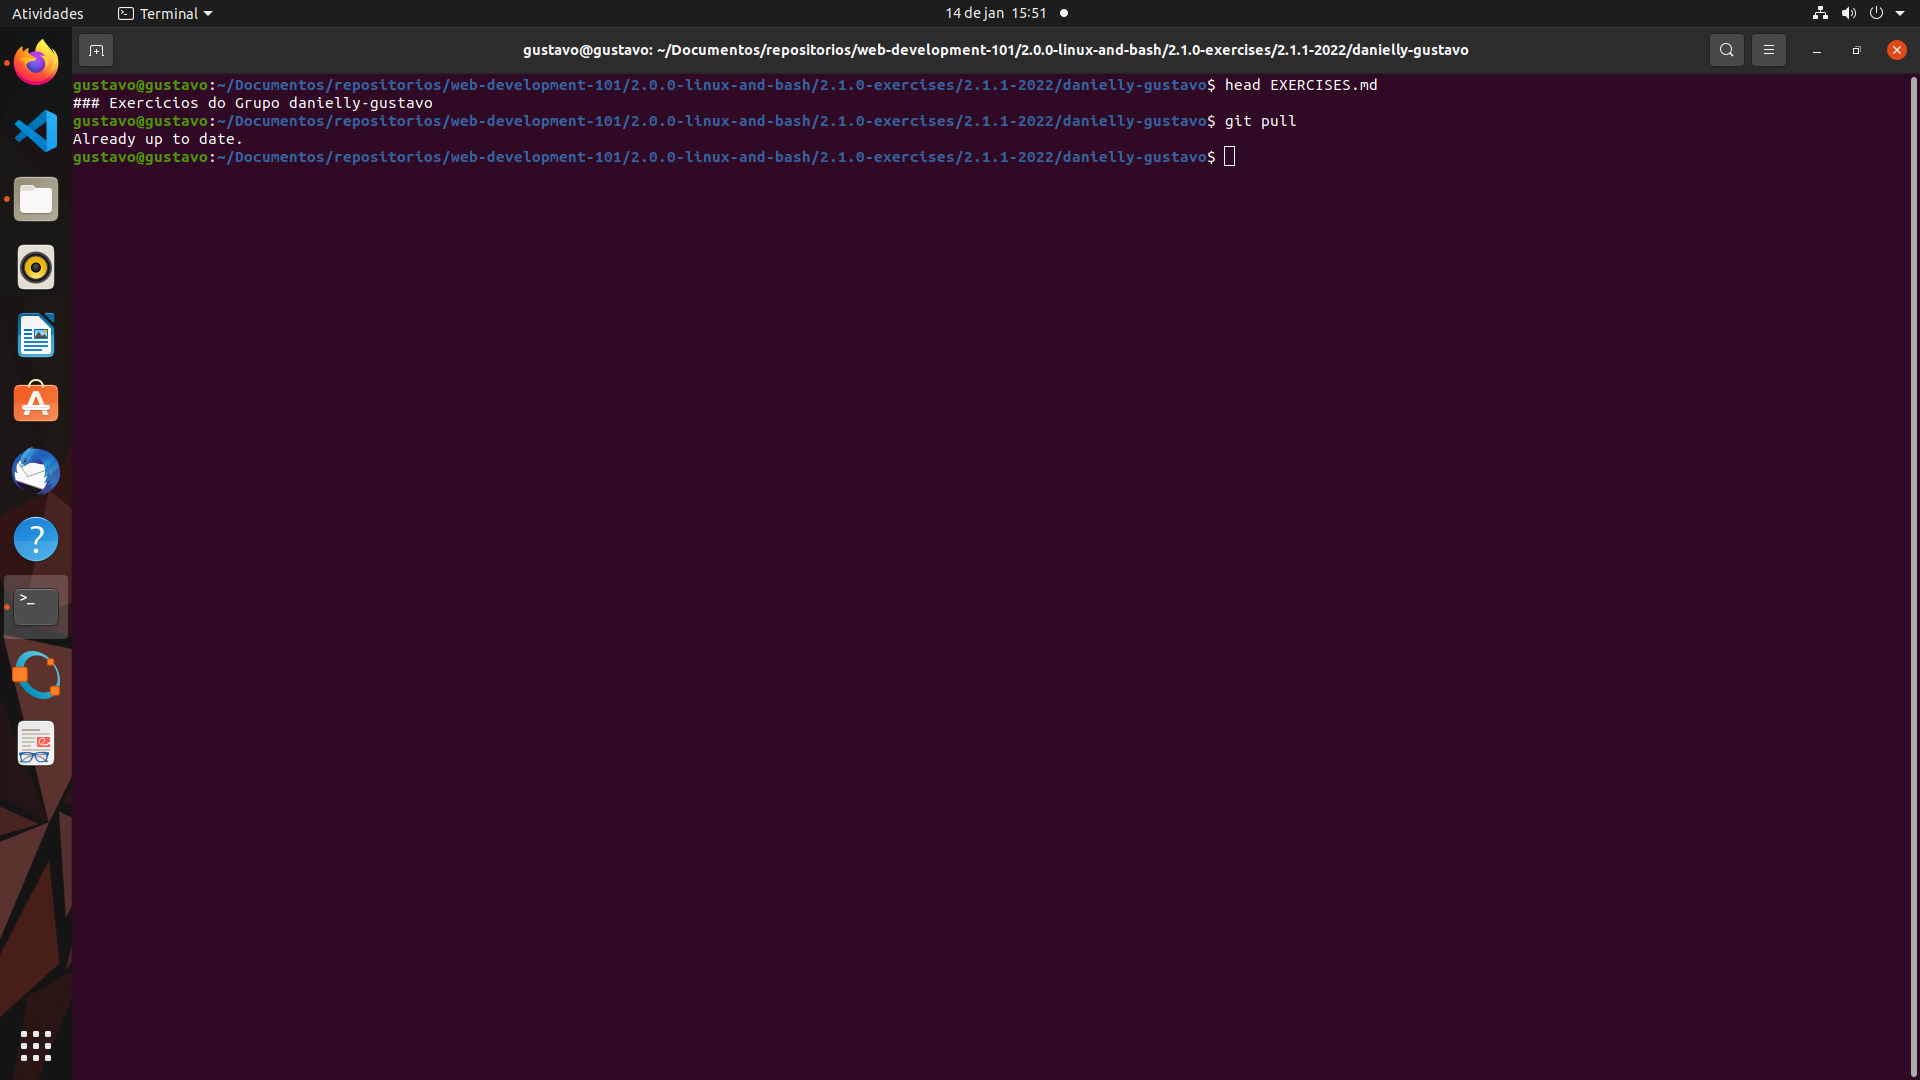 Atividades
Terminal
14 de jan 15:51
gustavo@gustavo: ~/Documentos/repositorios/web-development-101/2.0.0-linux-and-bash/2.1.0-exercises/2.1.1-2022/danielly-gustavo
gustavo@gustavo:~/Documentos/repositorios/web-development-101/2.0.0-linux-and-bash/2.1.0-exercises/2.1.1-2022/danielly-gustavo$ head EXERCISES.md
### Exercicios do Grupo danielly-gustavo
gustavo@gustavo:~/Documentos/repositorios/web-development-101/2.0.0-linux-and-bash/2.1.0-exercises/2.1.1-2022/danielly-gustavo$ git pull
Already up to date.
gustavo@gustavo:~/Documentos/repositorios/web-development-101/2.0.0-linux-and-bash/2.1.0-exercises/2.1.1-2022/danielly-gustavo$